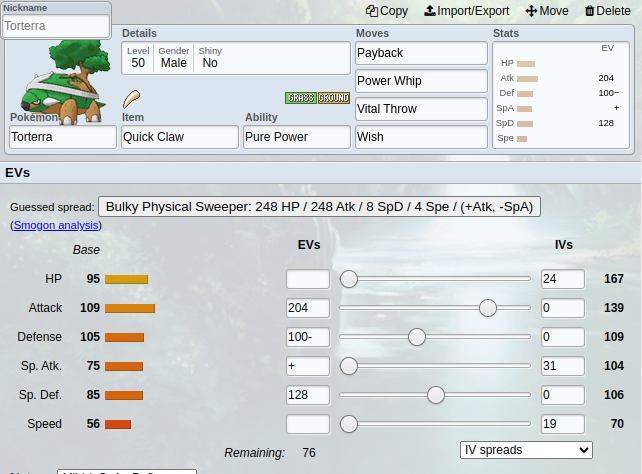 Nickname
Torterra
Copy Import/Export Move Delete
Details
Level Gender Shiny
50 Male No
GRASS GROUND
Pokémon Item Ability
Torterra Quick Claw Pure Power
Moves
Payback
Power Whip
Vital Throw
Wish
Stats
EV
HP
Atk 204
Def 100−
SpA +
SpD 128
Spe
EVs
Guessed spread: Bulky Physical Sweeper: 248 HP / 248 Atk / 8 SpD / 4 Spe / (+Atk, -SpA)
(Smogon analysis)
Base EVs IVs
HP 95 24 167
Attack 109 204 0 139
Defense 105 100- 0 109
Sp. Atk. 75 + 31 104
Sp. Def. 85 128 0 106
Speed 56 19 70
Remaining: 76 IV spreads